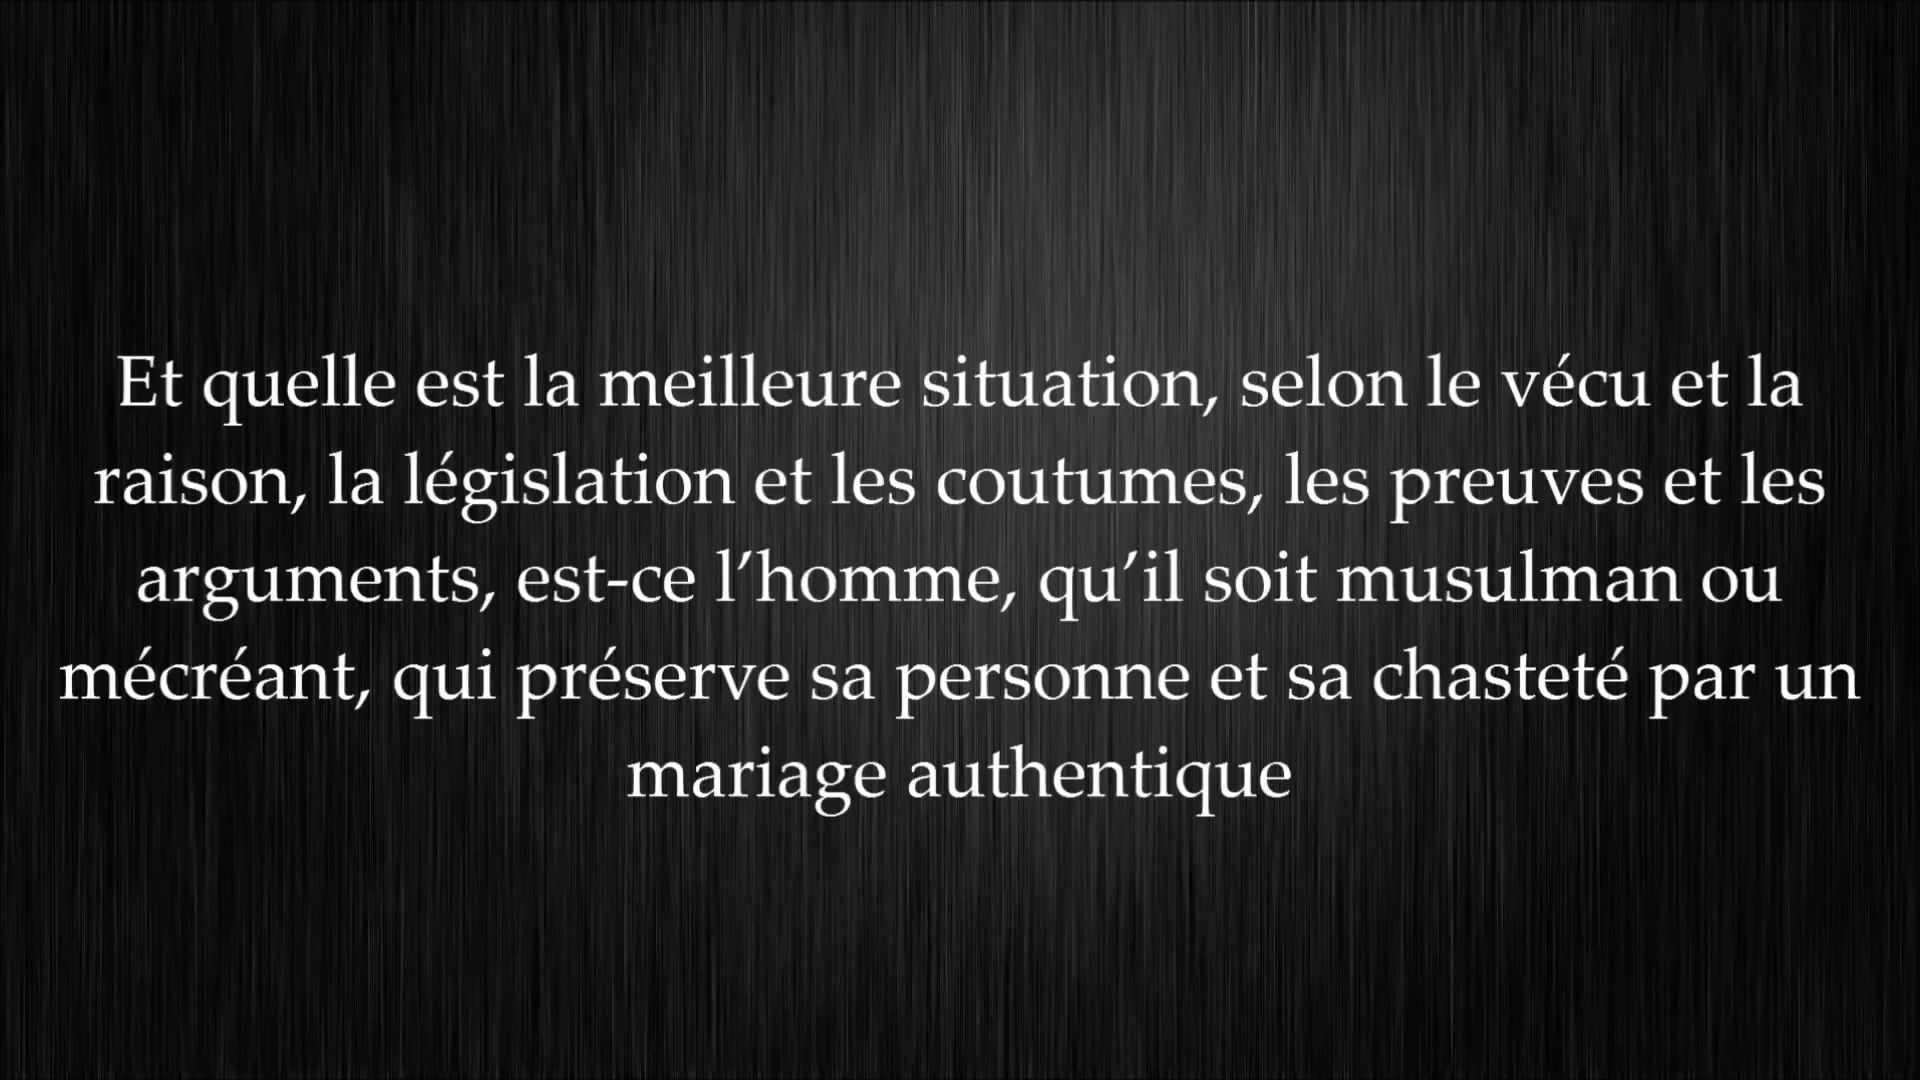 Et quelle est la meilleure situation, selon le vécu et la
raison, la législation et les coutumes, les preuves et les
arguments, est-ce l’homme, qu’il soit musulman ou
mécréant, qui préserve sa personne et sa chasteté par un
mariage authentique